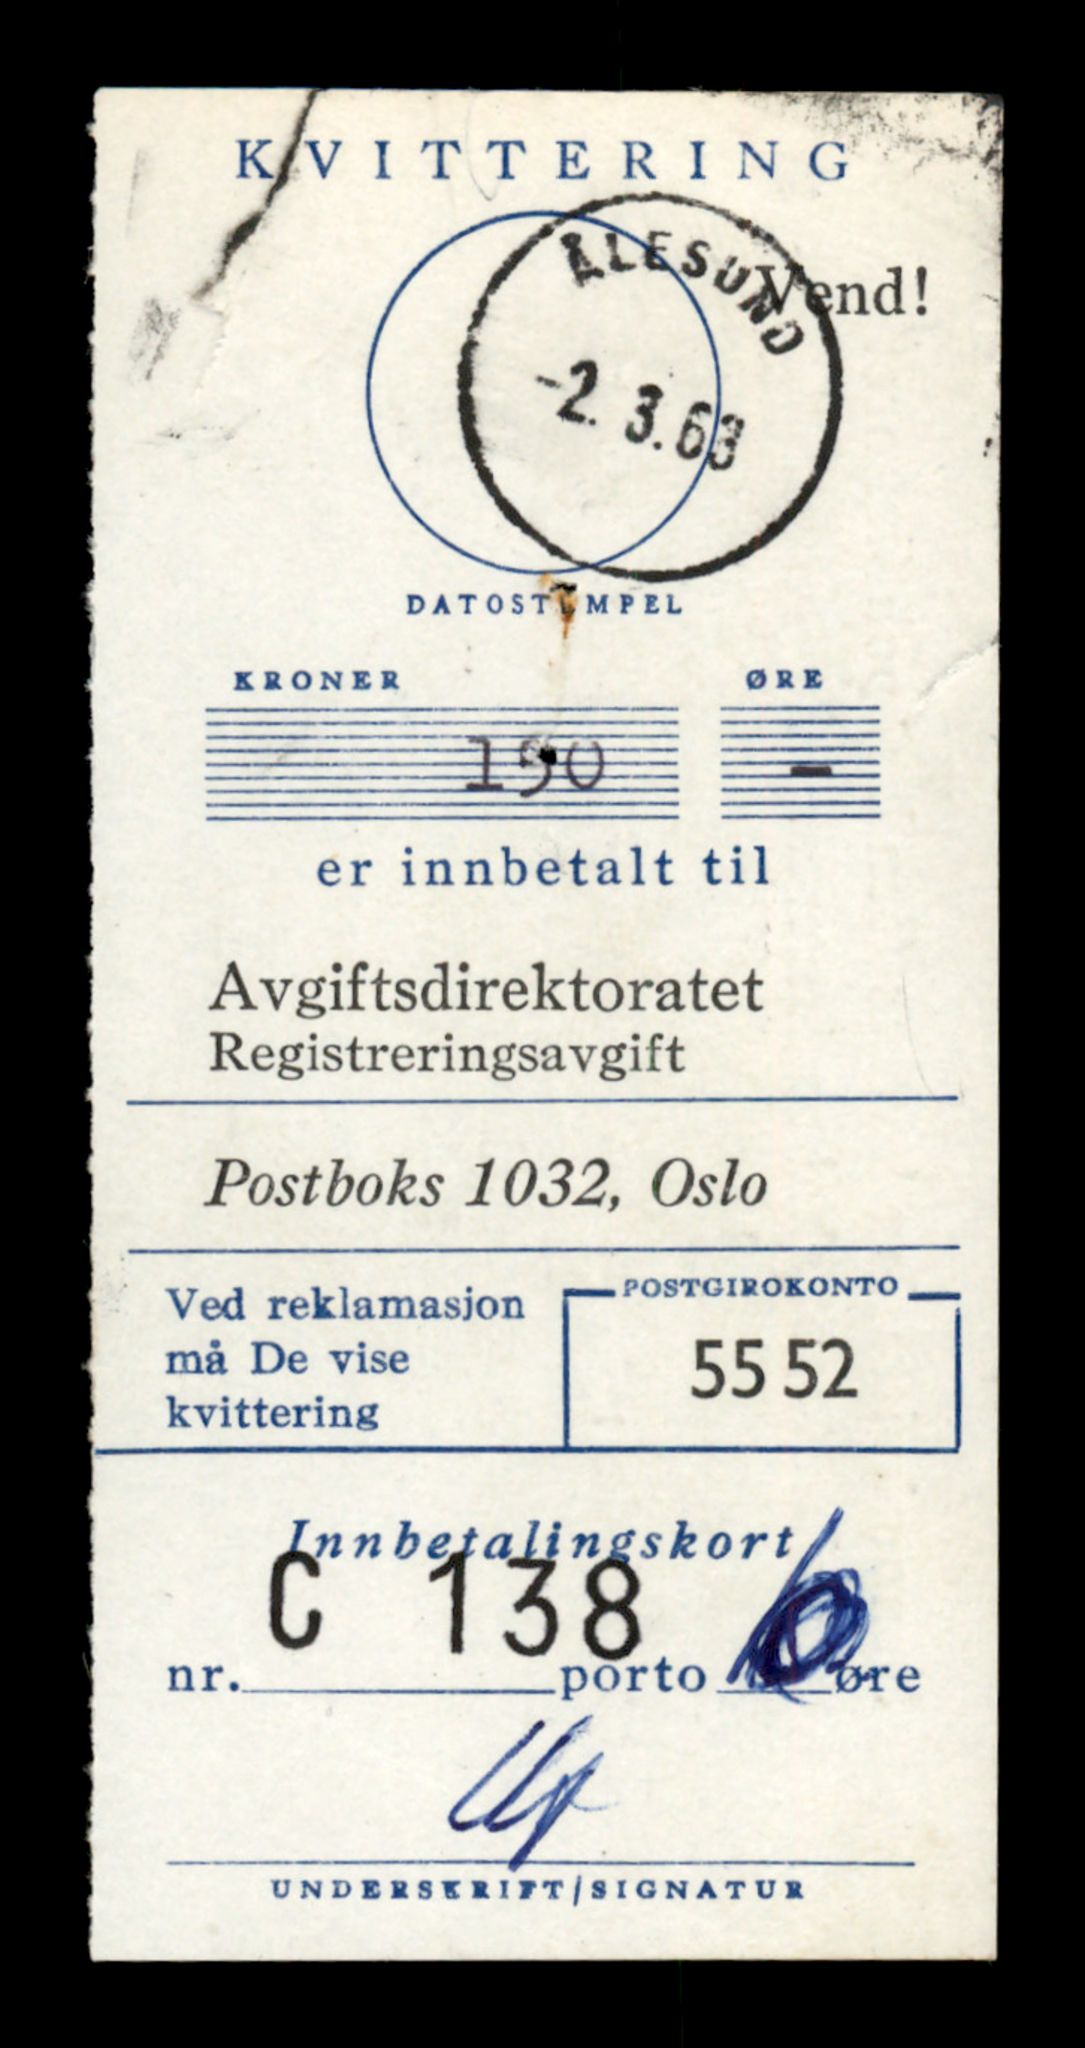 KVITTERING
ÅLESUND
Vend!
-2. 3.68
DATOSTEMPEL
KRONER ØRE
150 -
er innbetalt til
Avgiftsdirektoratet
Registreringsavgift
Postboks 1032, Oslo
Ved reklamasjon
må De vise
kvittering
POSTGIROKONTO
55 52
Innbetalingskort
C 138
nr. porto øre
UNDERSKRIFT/SIGNATUR